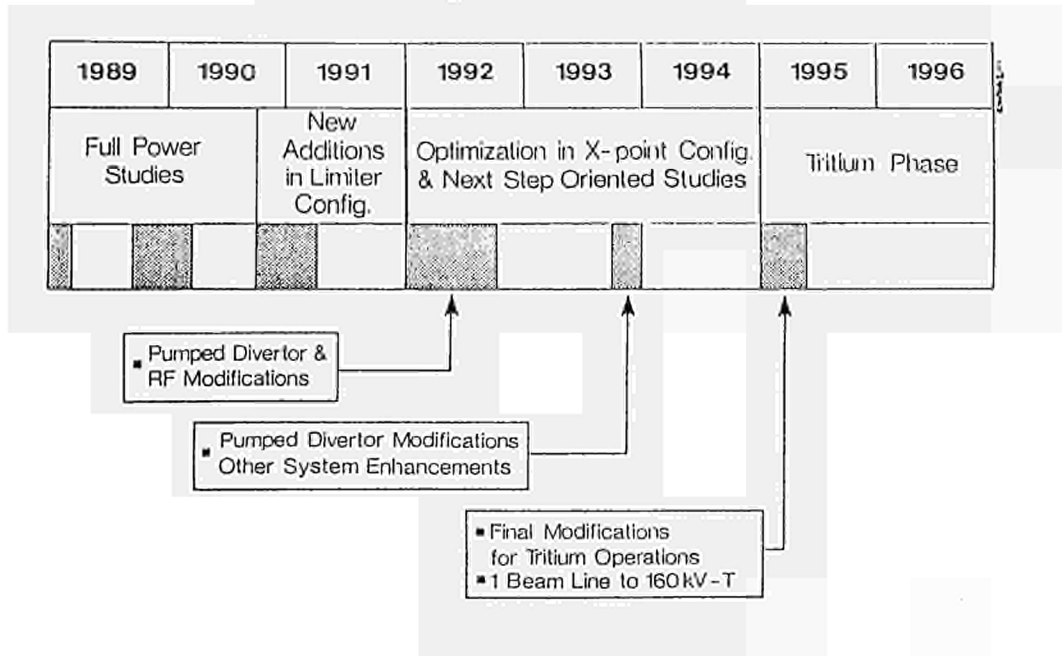 1989 1990 1991 1992 1993 1994 1995 1996
Full Power
Studies
New
Additions
in Limiter
Config.
Optimization in X-point Config.
& Next Step Oriented Studies
Tritium Phase
▪ Pumped Divertor &
RF Modifications
▪ Pumped Divertor Modifications
Other System Enhancements
▪ Final Modifications
for Tritium Operations
▪ 1 Beam Line to 160kV-T